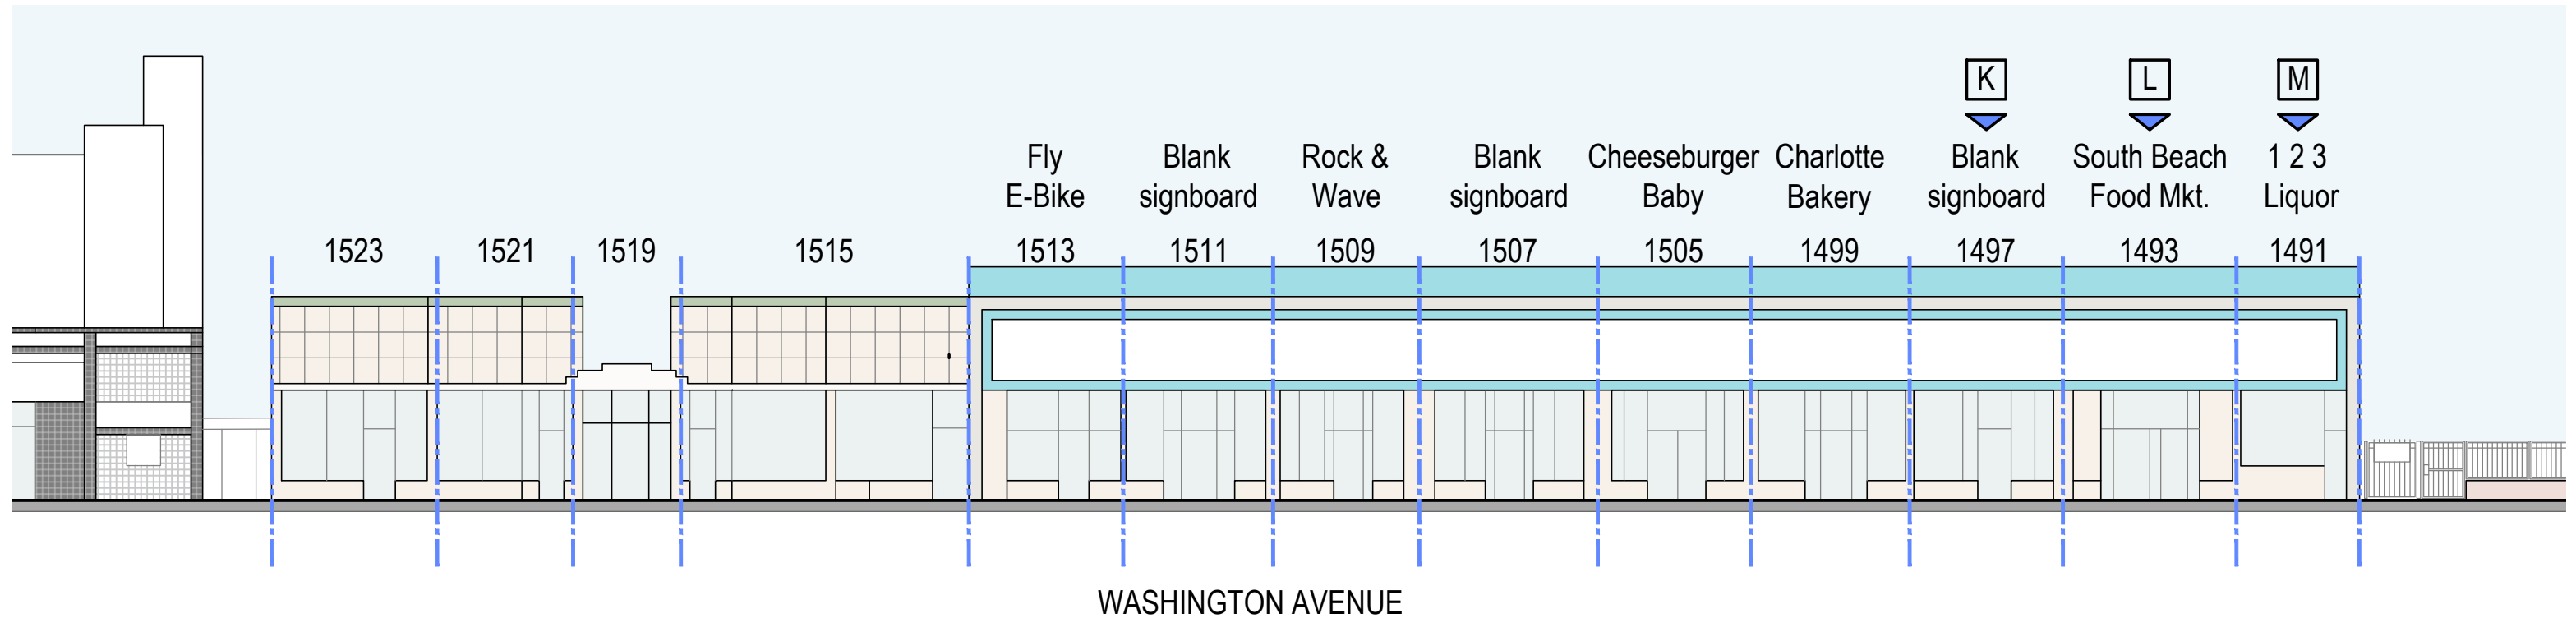 K L M
Fly Blank Rock & Blank Cheeseburger Charlotte Blank South Beach 1 2 3
E-Bike signboard Wave signboard Baby Bakery signboard Food Mkt. Liquor
1523 1521 1519 1515 1513 1511 1509 1507 1505 1499 1497 1493 1491
WASHINGTON AVENUE